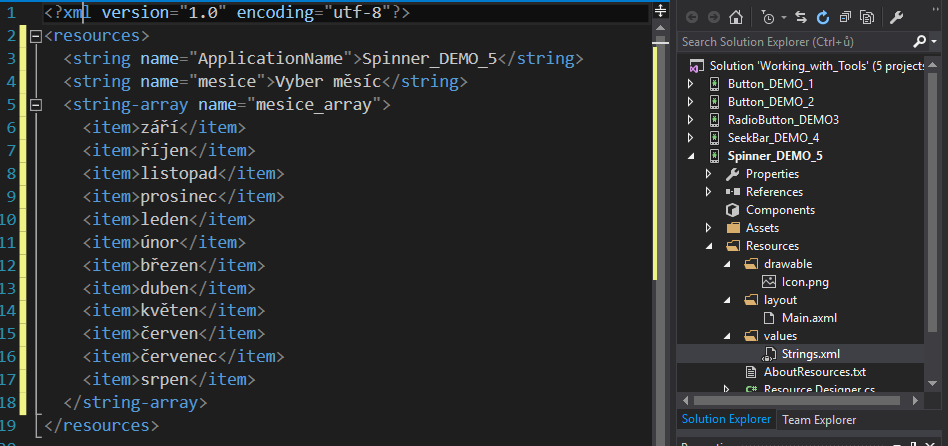 1 <?xml version="1.0" encoding="utf-8"?>
2 <resources>
3 <string name="ApplicationName">Spinner_DEMO_5</string>
4 <string name="mesice">Vyber měsíc</string>
5 <string-array name="mesice_array">
6 <item>září</item>
7 <item>říjen</item>
8 <item>listopad</item>
9 <item>prosinec</item>
10 <item>leden</item>
11 <item>únor</item>
12 <item>březen</item>
13 <item>duben</item>
14 <item>květen</item>
15 <item>červen</item>
16 <item>červenec</item>
17 <item>srpen</item>
18 </string-array>
19 </resources>
Search Solution Explorer (Ctrl+ů)
Solution 'Working_with_Tools' (5 projects
Button_DEMO_1
Button_DEMO_2
RadioButton_DEMO3
SeekBar_DEMO_4
Spinner_DEMO_5
Properties
References
Components
Assets
Resources
drawable
Icon.png
layout
Main.axml
values
Strings.xml
AboutResources.txt
C# Resource.Designer.cs
Solution Explorer Team Explorer